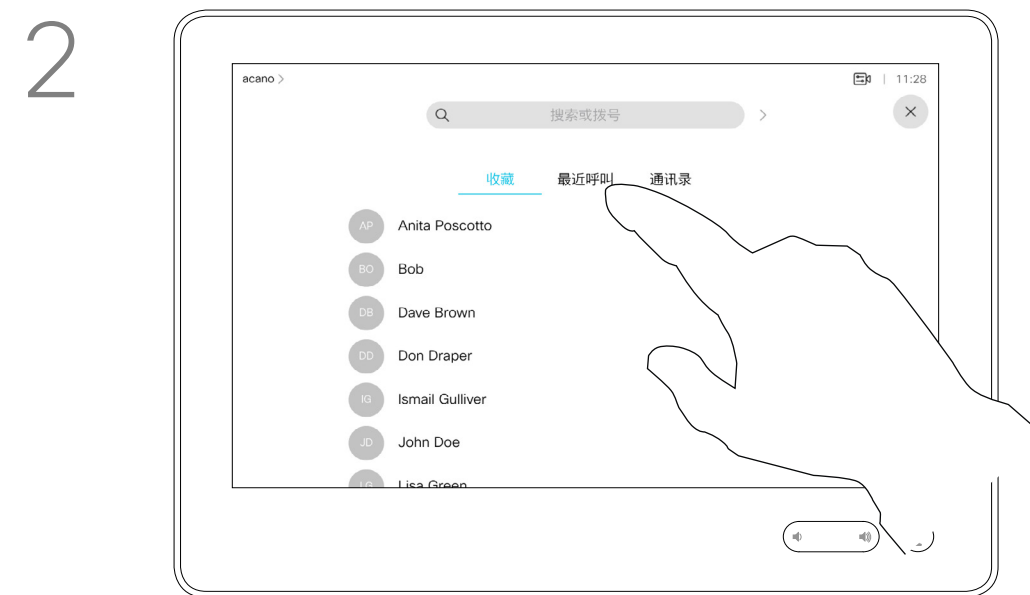 2
acano >
11:28
搜索或拨号
收藏 最近呼叫 通讯录
AP Anita Poscotto
BO Bob
DB Dave Brown
DD Don Draper
IG Ismail Gulliver
JD John Doe
LG Lisa Green